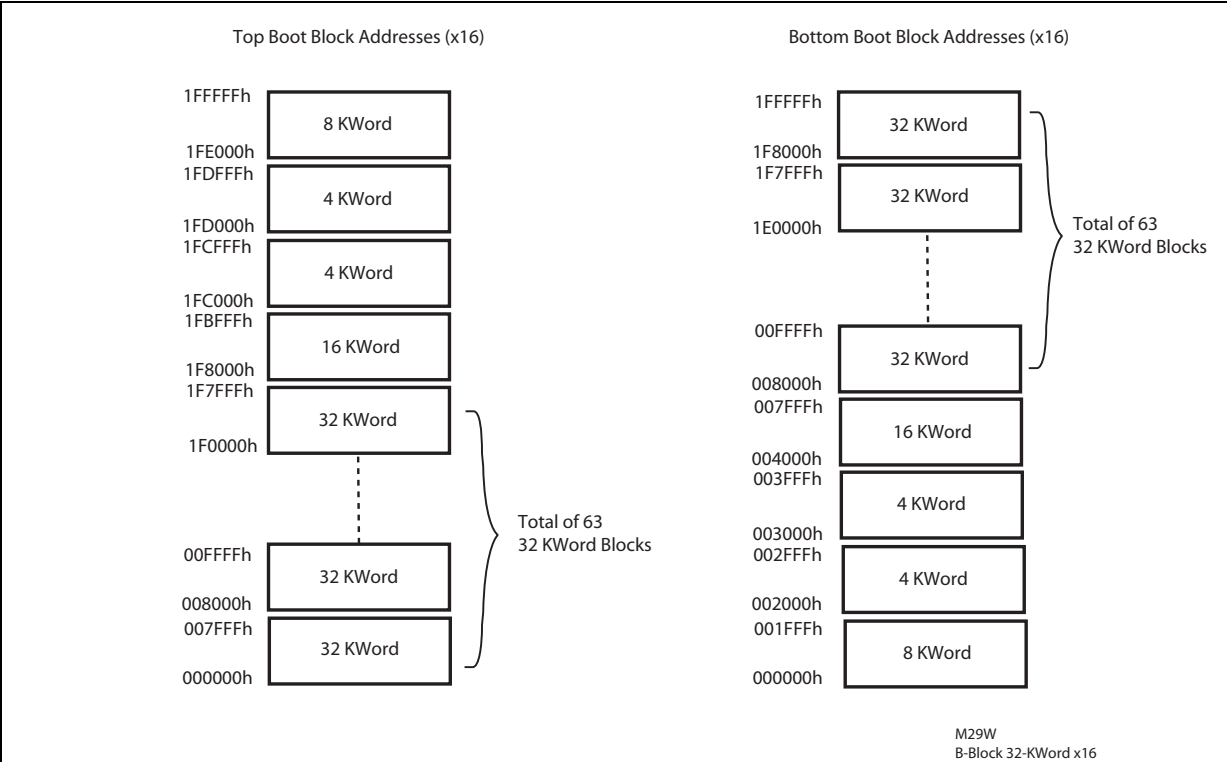 Top Boot Block Addresses (x16)
1FFFFFh
8 KWord
1FE000h
1FDFFFh
4 KWord
1FD000h
1FCFFFh
4 KWord
1FC000h
1FBFFFh
16 KWord
1F8000h
1F7FFFh
32 KWord
1F0000h
Total of 63
32 KWord Blocks
00FFFFh
32 KWord
008000h
007FFFh
32 KWord
000000h
Bottom Boot Block Addresses (x16)
1FFFFFh
32 KWord
1F8000h
1F7FFFh
32 KWord
1E0000h
Total of 63
32 KWord Blocks
00FFFFh
32 KWord
008000h
007FFFh
16 KWord
004000h
003FFFh
4 KWord
003000h
002FFFh
4 KWord
002000h
001FFFh
8 KWord
000000h
M29W
B-Block 32-KWord x16